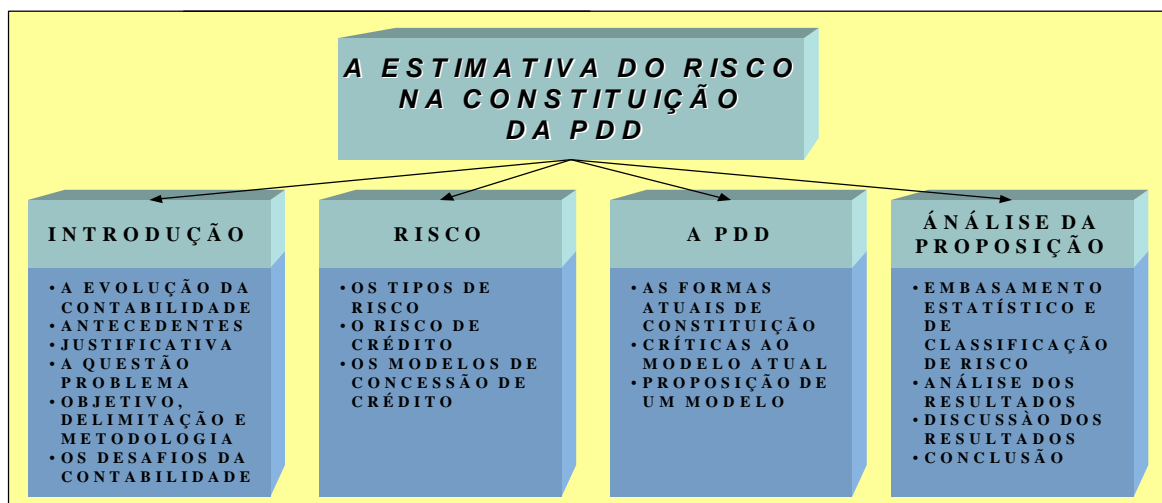 A ESTIMATIVA DO RISCO
NA CONSTITUIÇÃO
DA PDD
INTRODUÇÃO
• A EVOLUÇÃO DA
CONTABILIDADE
• ANTECEDENTES
• JUSTIFICATIVA
• A QUESTÃO
PROBLEMA
• OBJETIVO,
DELIMITAÇÃO E
METODOLOGIA
• OS DESAFIOS DA
CONTABILIDADE
RISCO
• OS TIPOS DE
RISCO
• O RISCO DE
CRÉDITO
• OS MODELOS DE
CONCESSÃO DE
CRÉDITO
A PDD
• AS FORMAS
ATUAIS DE
CONSTITUIÇÃO
• CRÍTICAS AO
MODELO ATUAL
• PROPOSIÇÃO DE
UM MODELO
ÁNÁLISE DA
PROPOSIÇÃO
• EMBASAMENTO
ESTATÍSTICO E
DE
CLASSIFICAÇÃO
DE RISCO
• ANÁLISE DOS
RESULTADOS
• DISCUSSÀO DOS
RESULTADOS
• CONCLUSÃO